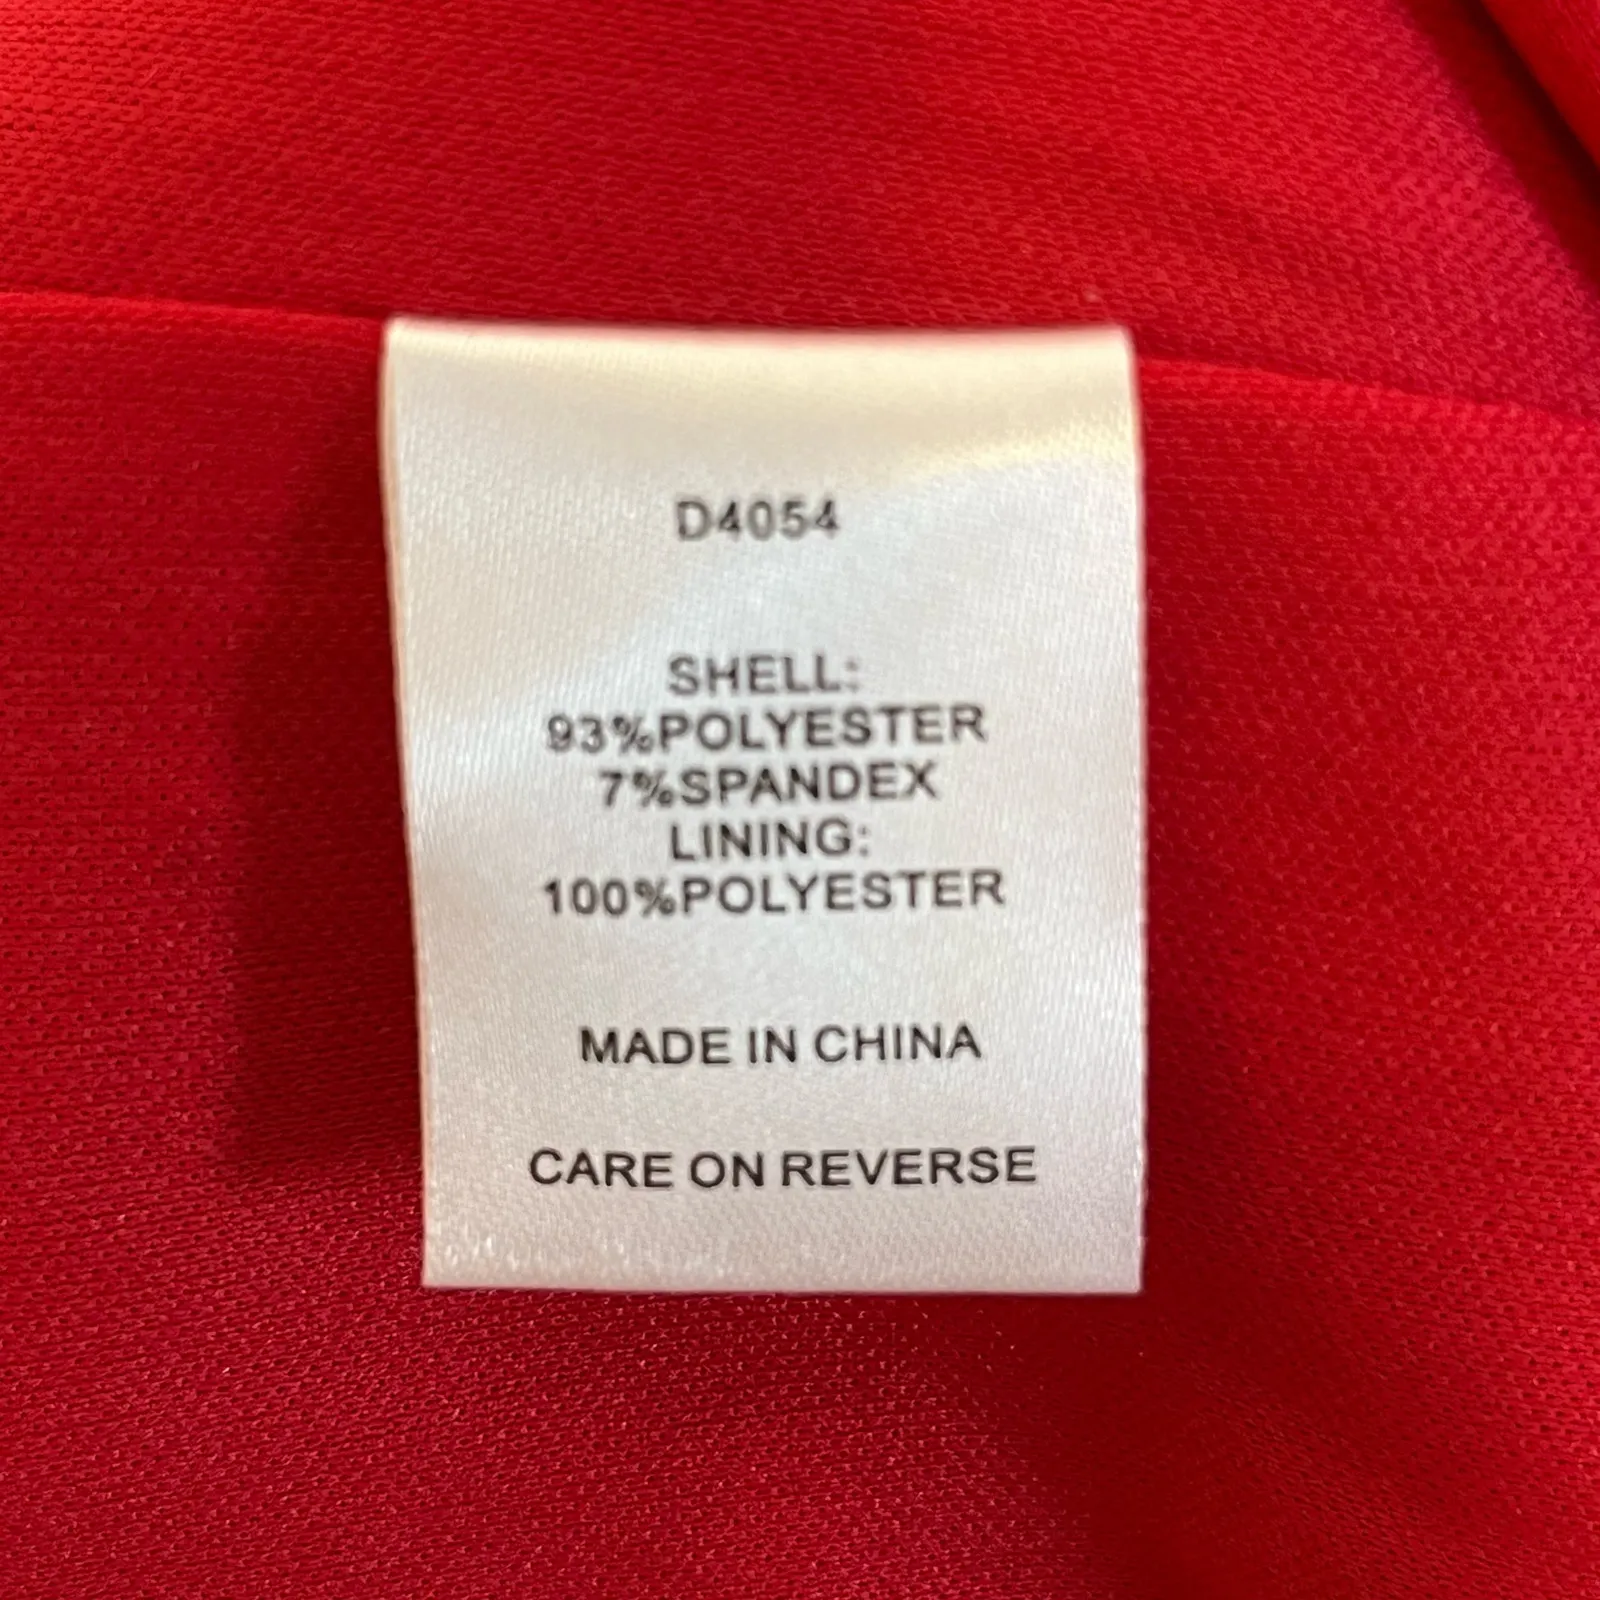 D4054
SHELL:
93%POLYESTER
7%SPANDEX
LINING:
100%POLYESTER
MADE IN CHINA
CARE ON REVERSE